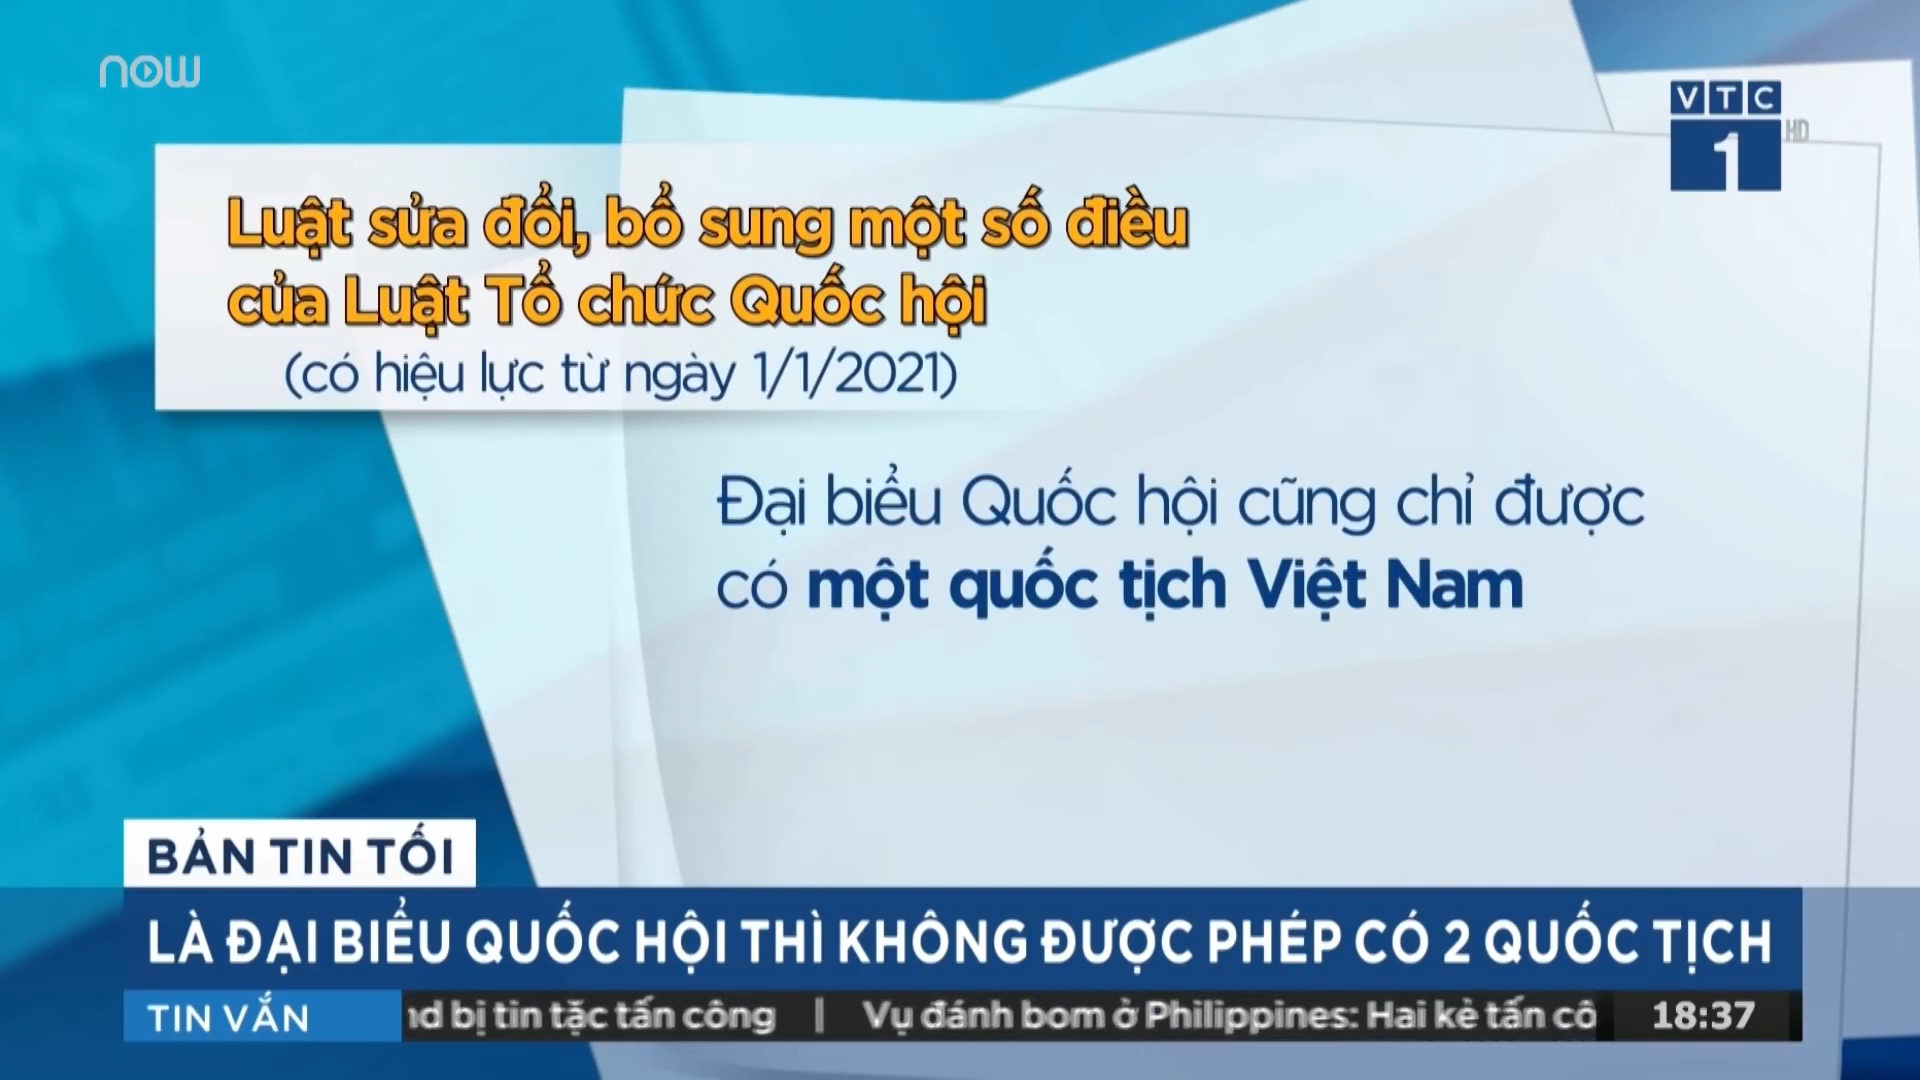 now
VTC
1 HD
Luật sửa đổi, bổ sung một số điều
của Luật Tổ chức Quốc hội
(có hiệu lực từ ngày 1/1/2021)
Đại biểu Quốc hội cũng chỉ được
có một quốc tịch Việt Nam
BẢN TIN TỐI
LÀ ĐẠI BIỂU QUỐC HỘI THÌ KHÔNG ĐƯỢC PHÉP CÓ 2 QUỐC TỊCH
TIN VẮN bị tin tặc tấn công | Vụ đánh bom ở Philippines: Hai kẻ tấn cô 18:37